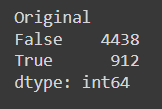 Original
False    4438
True      912
dtype: int64